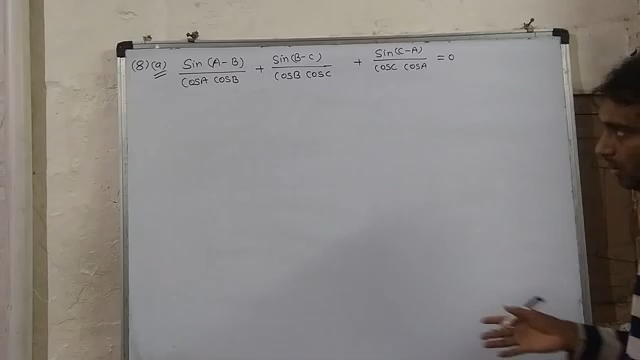 (8) (a) Sin (A-B) / COSA COSB + Sin(B-C) / COSB COSC + Sin(C-A) / COSC COSA = 0